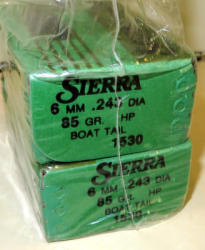 SIERRA
6 MM .243 DIA
85 GR. HP
BOAT TAIL
1530
SIERRA
6 MM .243 DIA
85 GR. HP
BOAT TAIL
1530